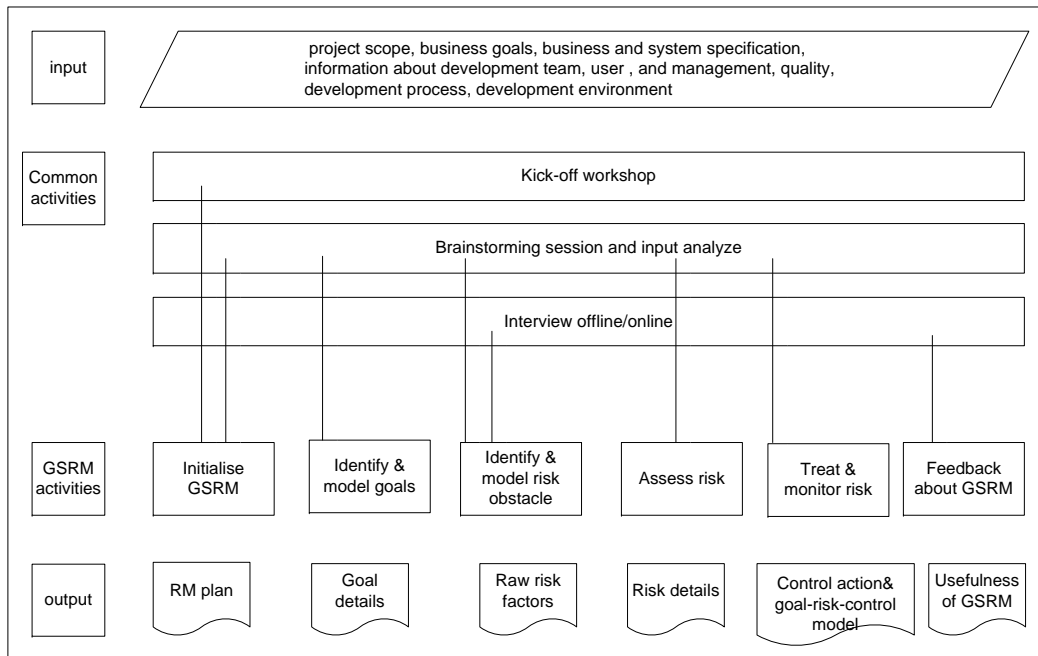 input
project scope, business goals, business and system specification,
information about development team, user , and management, quality,
development process, development environment
Common
activities
Kick-off workshop
Brainstorming session and input analyze
Interview offline/online
GSRM
activities
Initialise
GSRM
Identify &
model goals
Identify &
model risk
obstacle
Assess risk
Treat &
monitor risk
Feedback
about GSRM
output
RM plan
Goal
details
Raw risk
factors
Risk details
Control action&
goal-risk-control
model
Usefulness
of GSRM